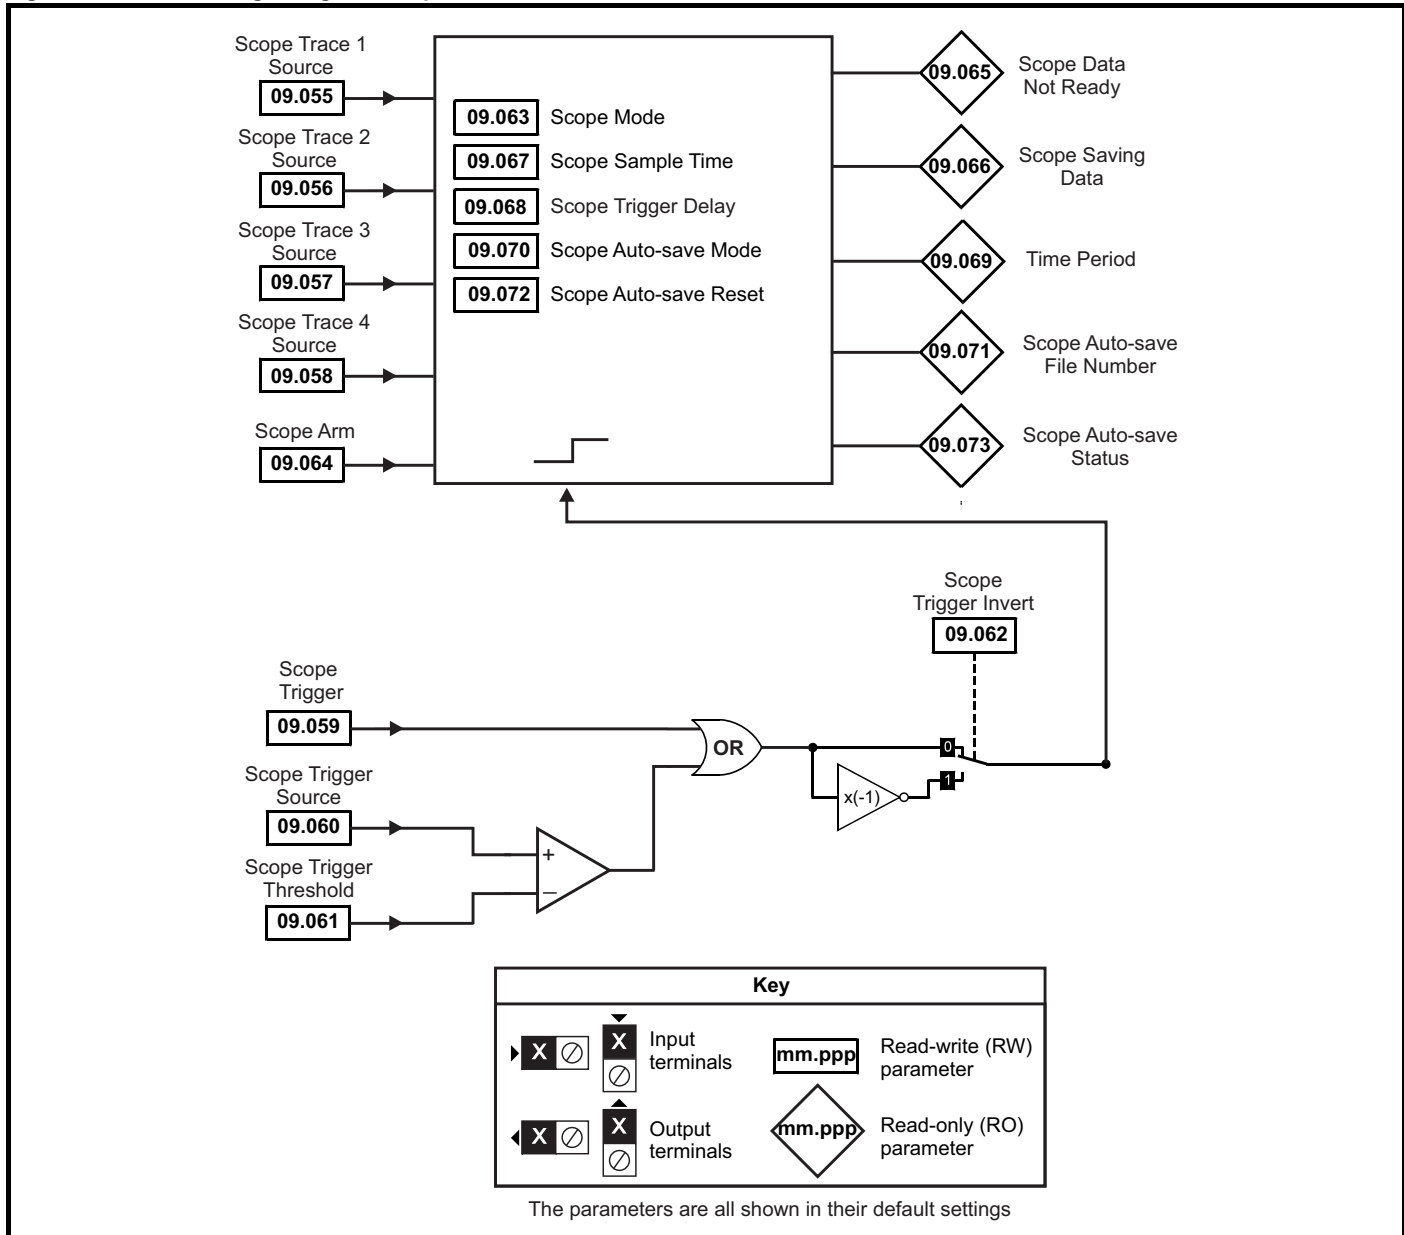 Scope Trace 1
Source
09.055
Scope Trace 2
Source
09.056
Scope Trace 3
Source
09.057
Scope Trace 4
Source
09.058
Scope Arm
09.064
09.063 Scope Mode
09.067 Scope Sample Time
09.068 Scope Trigger Delay
09.070 Scope Auto-save Mode
09.072 Scope Auto-save Reset
09.065 Scope Data
Not Ready
09.066 Scope Saving
Data
09.069 Time Period
09.071 Scope Auto-save
File Number
09.073 Scope Auto-save
Status
Scope
Trigger Invert
09.062
Scope
Trigger
09.059
Scope Trigger
Source
09.060
Scope Trigger
Threshold
09.061
+
–
OR
x(-1)
0
1
Key
X
X
Input
terminals
mm.ppp
Read-write (RW)
parameter
X
X
Output
terminals
mm.ppp
Read-only (RO)
parameter
The parameters are all shown in their default settings